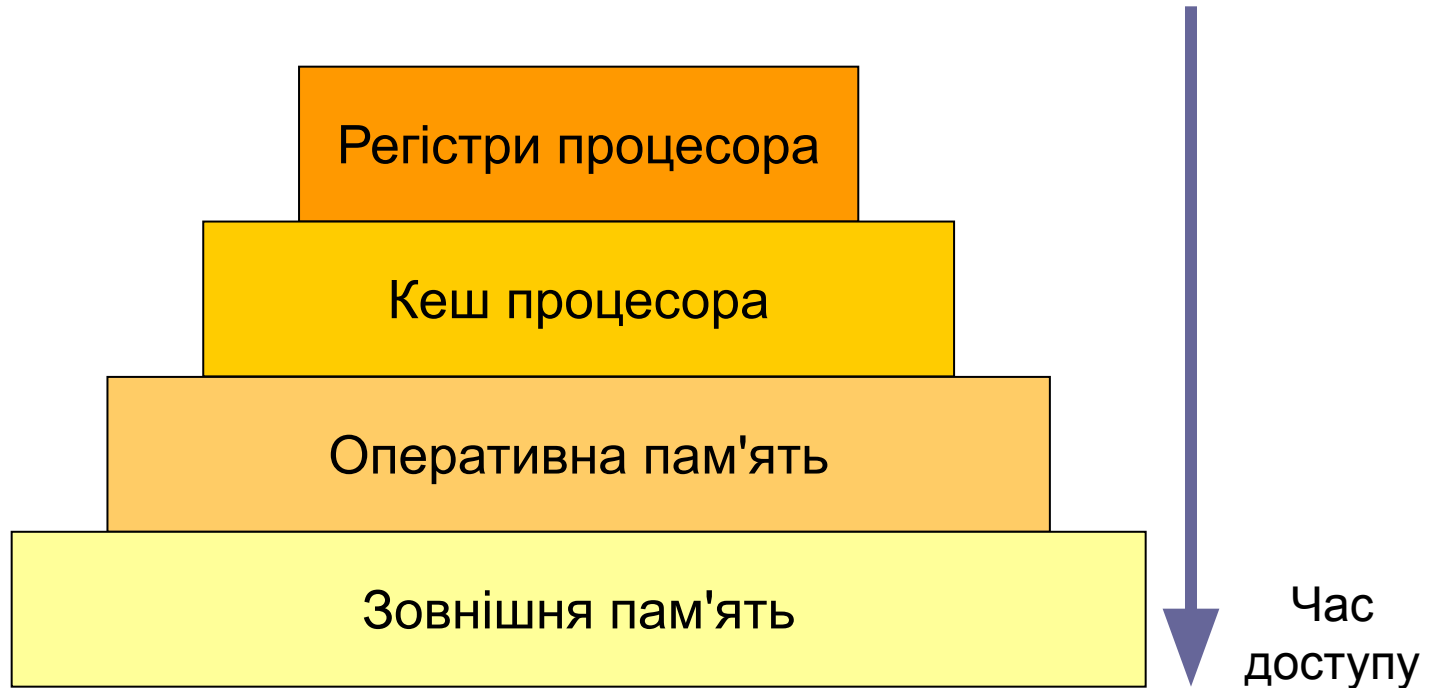 Регістри процесора
Кеш процесора
Оперативна пам'ять
Зовнішня пам'ять
Час
доступу